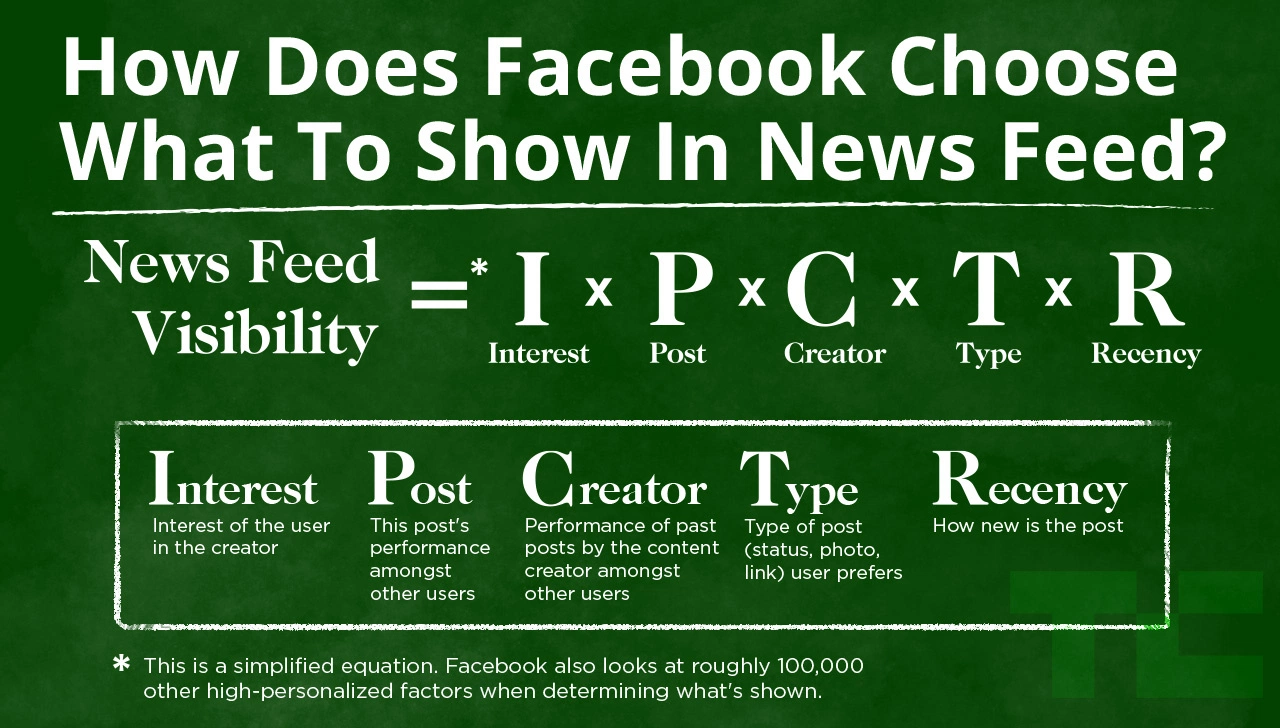 How Does Facebook Choose
What To Show In News Feed?
News Feed
Visibility
=* I x P x C x T x R
Interest Post Creator Type Recency
Interest
Interest of the user
in the creator
Post
This post's
performance
amongst
other users
Creator
Performance of past
posts by the content
creator amongst
other users
Type
Type of post
(status, photo,
link) user prefers
Recency
How new is the post
* This is a simplified equation. Facebook also looks at roughly 100,000
other high-personalized factors when determining what's shown.
TC